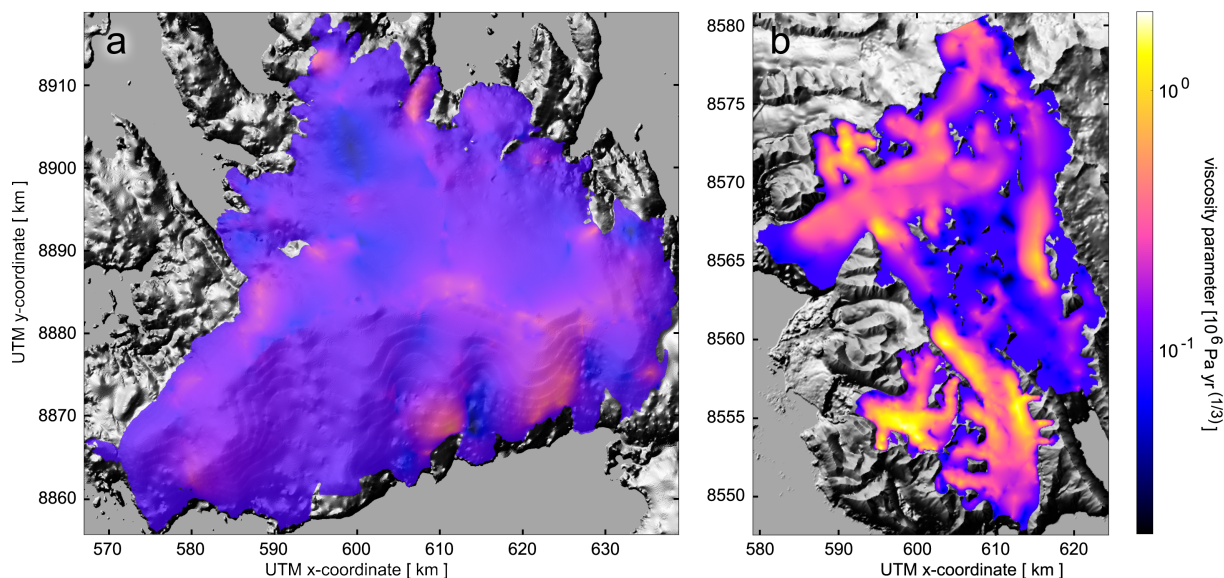 a
8910
8900
8890
8880
8870
8860
UTM y-coordinate [ km ]
570 580 590 600 610 620 630
UTM x-coordinate [ km ]
b
8580
8575
8570
8565
8560
8555
8550
580 590 600 610 620
UTM x-coordinate [ km ]
10^0
10^-1
viscosity parameter [10^6 Pa yr^(1/3) ]